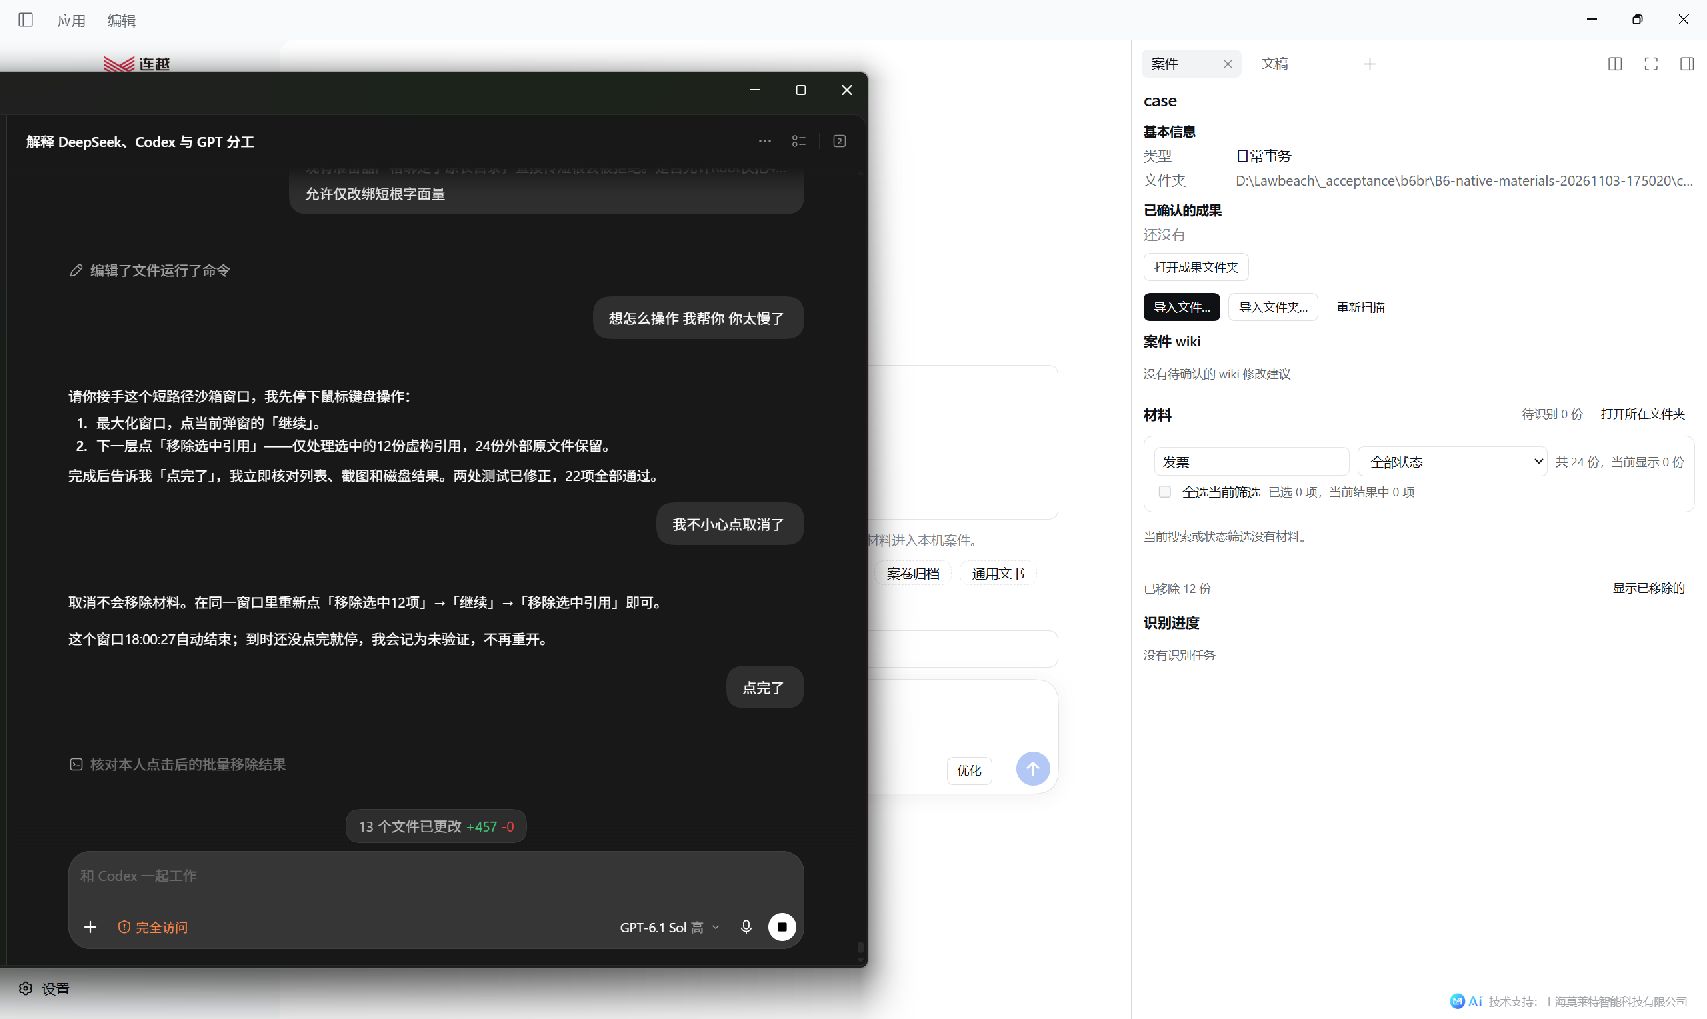 应用 编辑
连越
解释 DeepSeek、Codex 与 GPT 分工
允许仅改绑短根字面量
编辑了文件运行了命令
想怎么操作 我帮你 你太慢了
请你接手这个短路径沙箱窗口，我先停下鼠标键盘操作：
1. 最大化窗口，点当前弹窗的「继续」。
2. 下一层点「移除选中引用」——仅处理选中的12份虚构引用，24份外部原文件保留。
完成后告诉我「点完了」，我立即核对列表、截图和磁盘结果。两处测试已修正，22项全部通过。
我不小心点取消了
取消不会移除材料。在同一窗口里重新点「移除选中12项」→「继续」→「移除选中引用」即可。
这个窗口18:00:27自动结束；到时还没点完就停，我会记为未验证，不再重开。
点完了
核对本人点击后的批量移除结果
13 个文件已更改 +457 -0
和 Codex 一起工作
完全访问
GPT-6.1 Sol 高
设置
材料进入本机案件。
案卷归档 通用文书
优化
案件 文稿
case
基本信息
类型 日常事务
文件夹 D:\Lawbeach\_acceptance\b6br\B6-native-materials-20261103-175020\c...
已确认的成果
还没有
打开成果文件夹
导入文件... 导入文件夹... 重新扫描
案件 wiki
没有待确认的 wiki 修改建议
材料 待识别 0 份 打开所在文件夹
发票 全部状态 共 24 份，当前显示 0 份
全选当前筛选 已选 0 项，当前结果中 0 项
当前搜索或状态筛选没有材料。
已移除 12 份 显示已移除的
识别进度
没有识别任务
Ai 技术支持：上海莫莱特智能科技有限公司